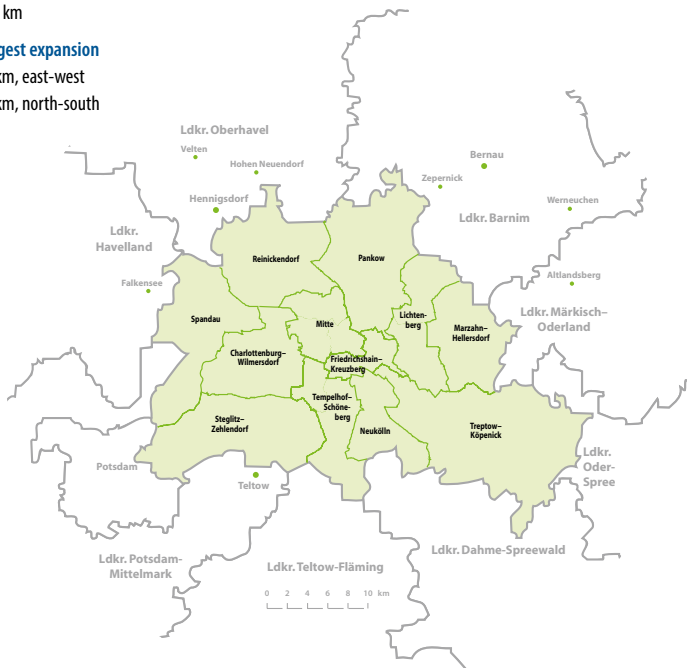 km
gest expansion
km, east-west
km, north-south
Ldkr. Oberhavel
Velten
Hohen Neuendorf
Bernau
Zepernick
Hennigsdorf
Werneuchen
Ldkr. Barnim
Ldkr.
Havelland
Reinickendorf
Pankow
Falkensee
Altlandsberg
Spandau
Mitte
Lichten-
berg
Marzahn–
Hellersdorf
Ldkr. Märkisch–
Oderland
Charlottenburg–
Wilmersdorf
Friedrichshain–
Kreuzberg
Tempelhof–
Schöne-
berg
Steglitz–
Zehlendorf
Neukölln
Treptow–
Köpenick
Potsdam
Teltow
Ldkr.
Oder-
Spree
Ldkr. Potsdam-
Mittelmark
Ldkr. Teltow-Fläming
Ldkr. Dahme-Spreewald
0 2 4 6 8 10 km